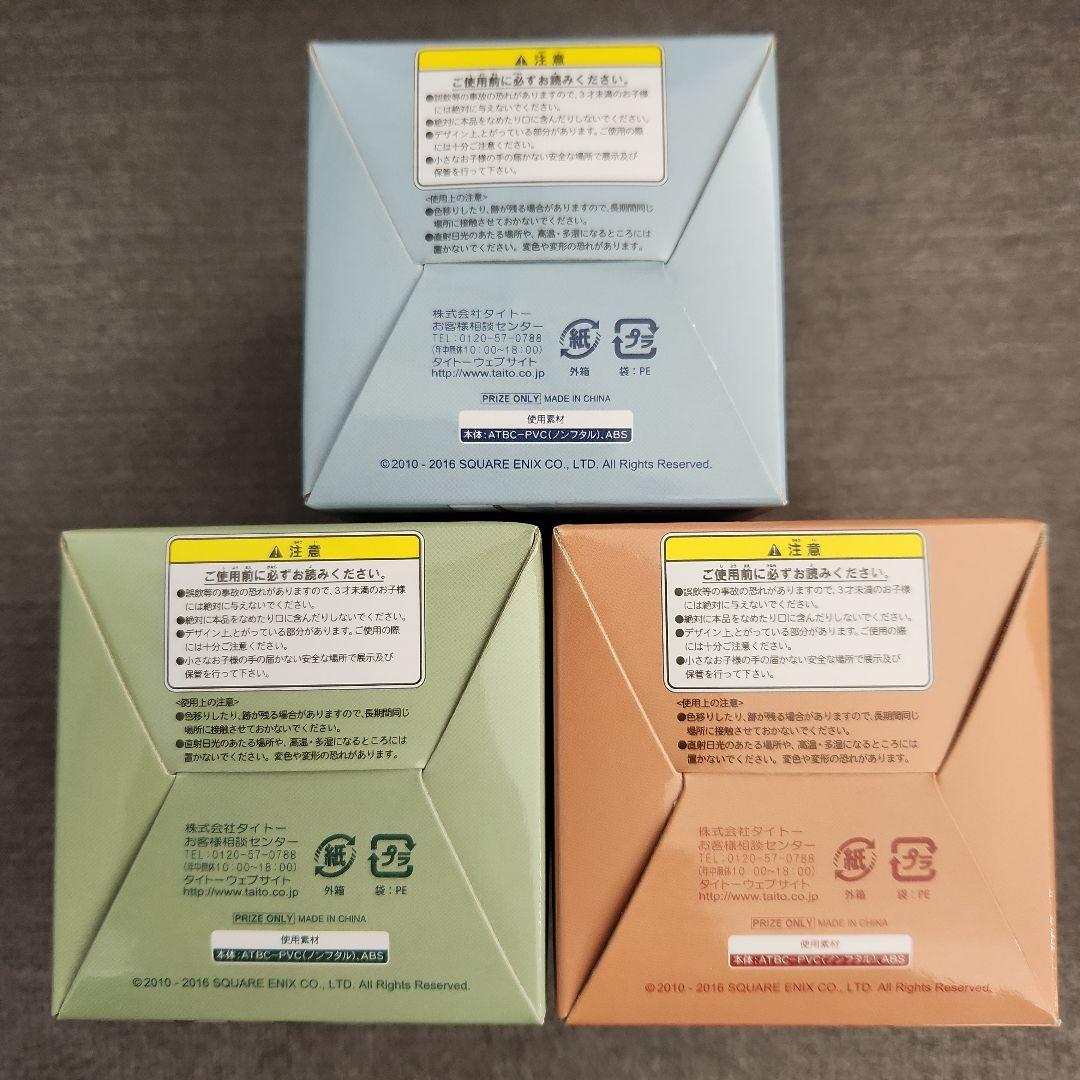 注意
ご使用前に必ずお読みください。
●誤飲等の事故の恐れがありますので、3才未満のお子様
には絶対に与えないでください。
●絶対に本品をなめたり口に含んだりしないでください。
●デザイン上、とがっている部分があります。ご使用の際
には十分ご注意ください。
●小さなお子様の手の届かない安全な場所で展示及び
保管を行って下さい。
<使用上の注意>
●色移りしたり、跡が残る場合がありますので、長期間同じ
場所に接触させておかないでください。
●直射日光のあたる場所や、高温・多湿になるところには
置かないでください。変色や変形の恐れがあります。
株式会社タイトー
お客様相談センター
TEL:0120-57-0788
(年中無休10:00~18:00)
タイトーウェブサイト
http://www.taito.co.jp
紙
外箱
プラ
袋:PE
PRIZE ONLY MADE IN CHINA
使用素材
本体:ATBC-PVC(ノンフタル)、ABS
©2010 - 2016 SQUARE ENIX CO., LTD. All Rights Reserved.
注意
ご使用前に必ずお読みください。
●誤飲等の事故の恐れがありますので、3才未満のお子様
には絶対に与えないでください。
●絶対に本品をなめたり口に含んだりしないでください。
●デザイン上、とがっている部分があります。ご使用の際
には十分ご注意ください。
●小さなお子様の手の届かない安全な場所で展示及び
保管を行って下さい。
<使用上の注意>
●色移りしたり、跡が残る場合がありますので、長期間同じ
場所に接触させておかないでください。
●直射日光のあたる場所や、高温・多湿になるところには
置かないでください。変色や変形の恐れがあります。
株式会社タイトー
お客様相談センター
TEL:0120-57-0788
(年中無休10:00~18:00)
タイトーウェブサイト
http://www.taito.co.jp
紙
外箱
プラ
袋:PE
PRIZE ONLY MADE IN CHINA
使用素材
本体:ATBC-PVC(ノンフタル)、ABS
©2010 - 2016 SQUARE ENIX CO., LTD. All Rights Reserved.
注意
ご使用前に必ずお読みください。
●誤飲等の事故の恐れがありますので、3才未満のお子様
には絶対に与えないでください。
●絶対に本品をなめたり口に含んだりしないでください。
●デザイン上、とがっている部分があります。ご使用の際
には十分ご注意ください。
●小さなお子様の手の届かない安全な場所で展示及び
保管を行って下さい。
<使用上の注意>
●色移りしたり、跡が残る場合がありますので、長期間同じ
場所に接触させておかないでください。
●直射日光のあたる場所や、高温・多湿になるところには
置かないでください。変色や変形の恐れがあります。
株式会社タイトー
お客様相談センター
TEL:0120-57-0788
(年中無休10:00~18:00)
タイトーウェブサイト
http://www.taito.co.jp
紙
外箱
プラ
袋:PE
PRIZE ONLY MADE IN CHINA
使用素材
本体:ATBC-PVC(ノンフタル)、ABS
©2010 - 2016 SQUARE ENIX CO., LTD. All Rights Reserved.